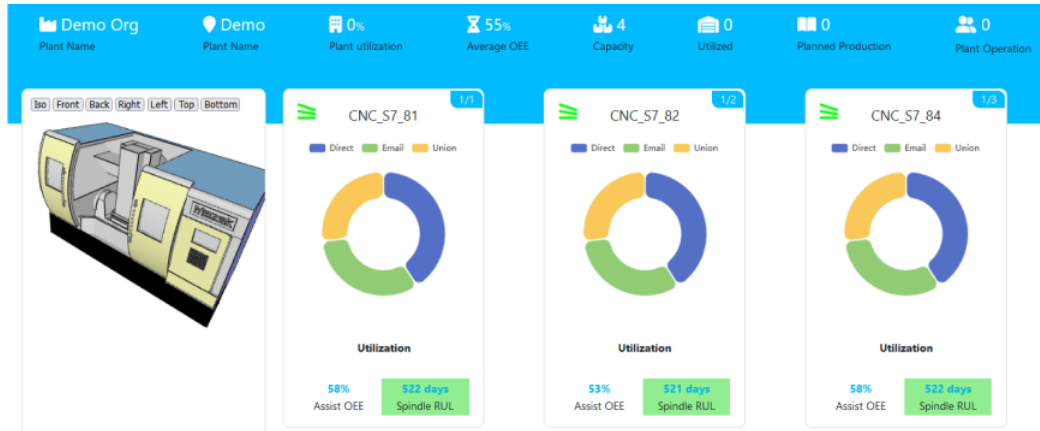 Demo Org
Plant Name
Demo
Plant Name
0%
Plant utilization
55%
Average OEE
4
Capacity
0
Utilized
0
Planned Production
0
Plant Operation
Iso Front Back Right Left Top Bottom
Mazak
1/1
CNC_S7_81
Direct Email Union
Utilization
58%
Assist OEE
522 days
Spindle RUL
1/2
CNC_S7_82
Direct Email Union
Utilization
53%
Assist OEE
521 days
Spindle RUL
1/3
CNC_S7_84
Direct Email Union
Utilization
58%
Assist OEE
522 days
Spindle RUL